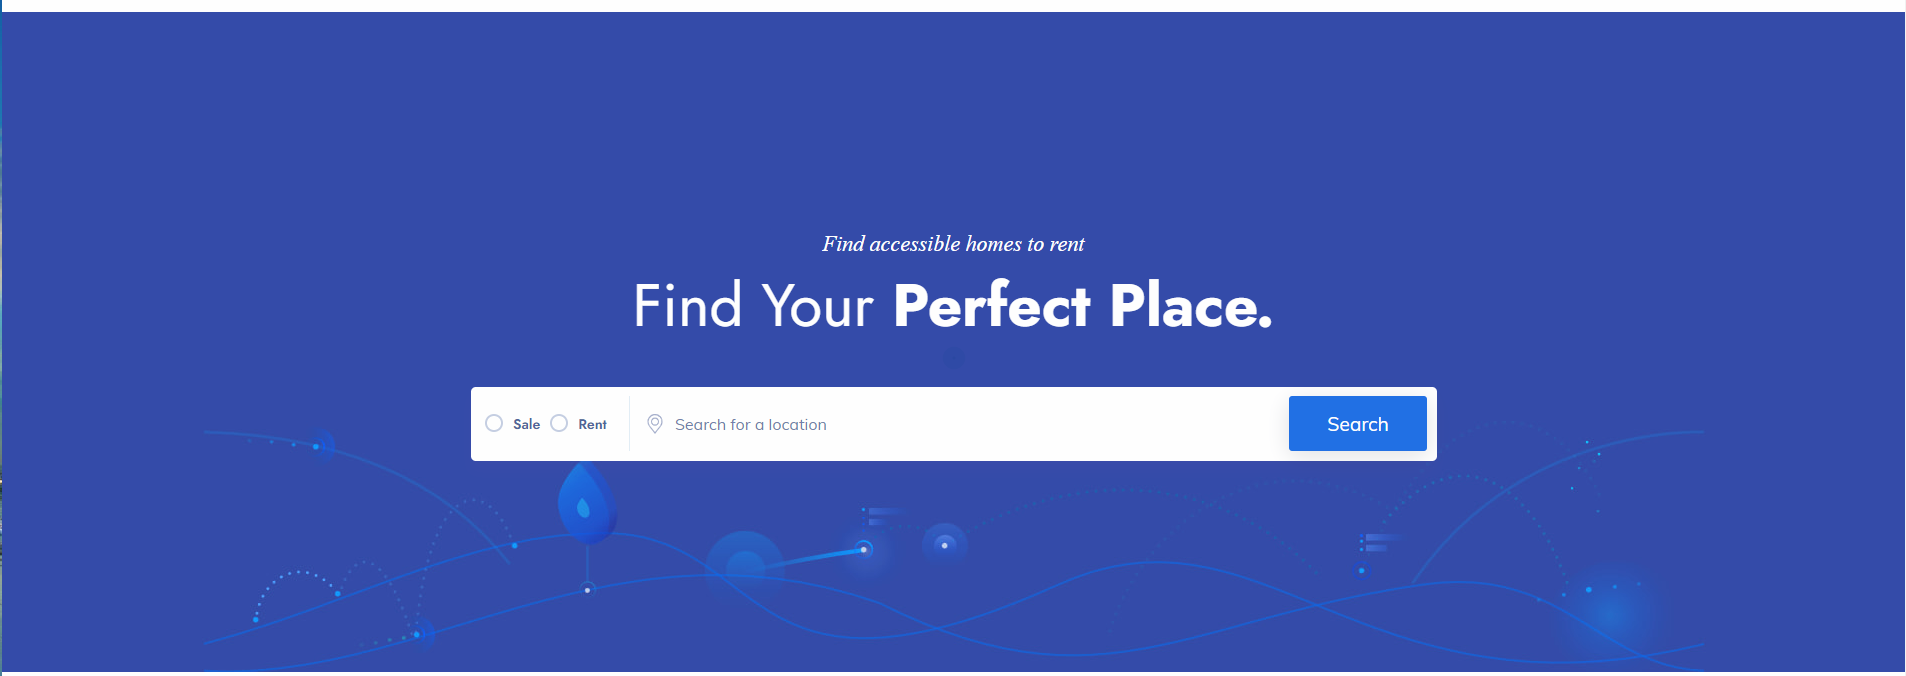 Find accessible homes to rent
Find Your Perfect Place.
Sale Rent Search for a location Search